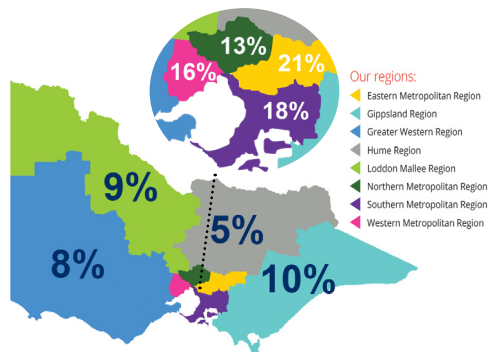 13%
16%
21%
18%
9%
5%
8%
10%
Our regions:
Eastern Metropolitan Region
Gippsland Region
Greater Western Region
Hume Region
Loddon Mallee Region
Northern Metropolitan Region
Southern Metropolitan Region
Western Metropolitan Region